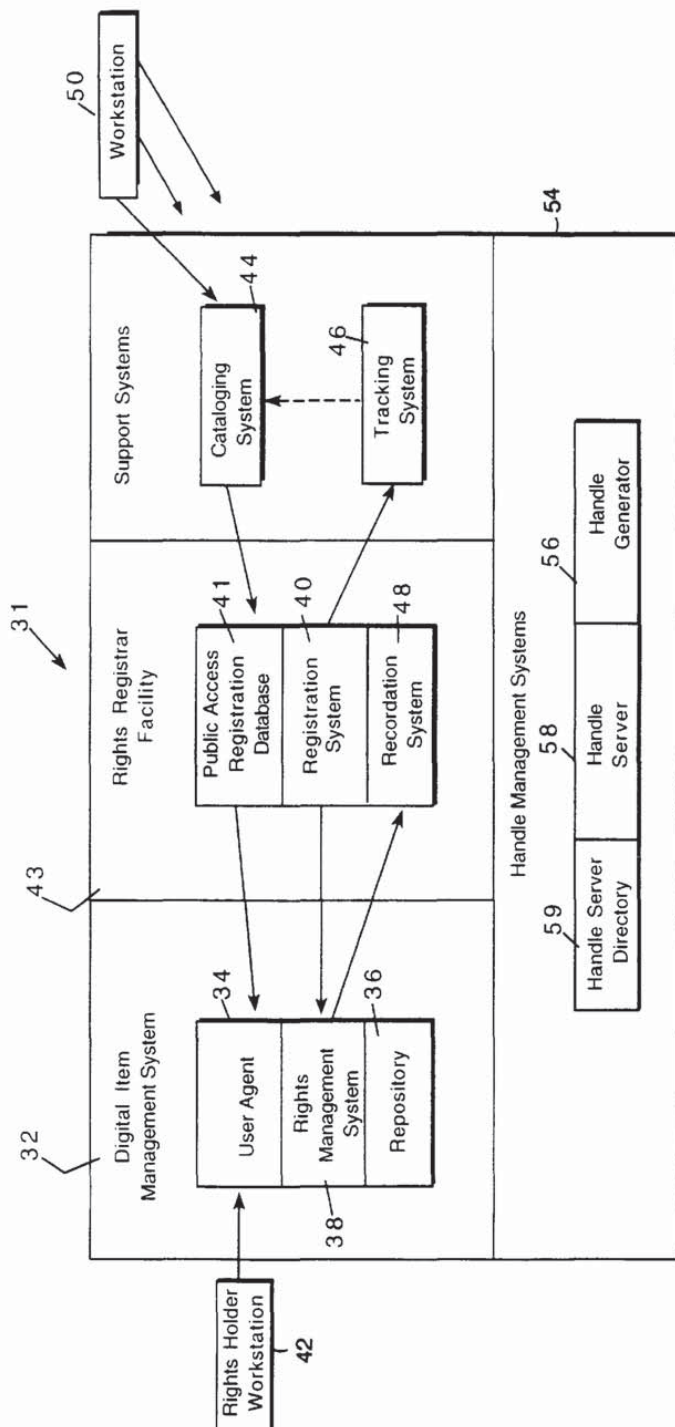 31
32
43
Digital Item
Management System
Rights Registrar
Facility
Support Systems
50
Workstation
Rights Holder
Workstation
42
34
User Agent
Rights
Management
System
38
Repository
36
Public Access
Registration
Database
41
Registration
System
40
Recordation
System
48
Cataloging
System
44
46
Tracking
System
54
Handle Management Systems
59
Handle Server
Directory
58
Handle
Server
56
Handle
Generator